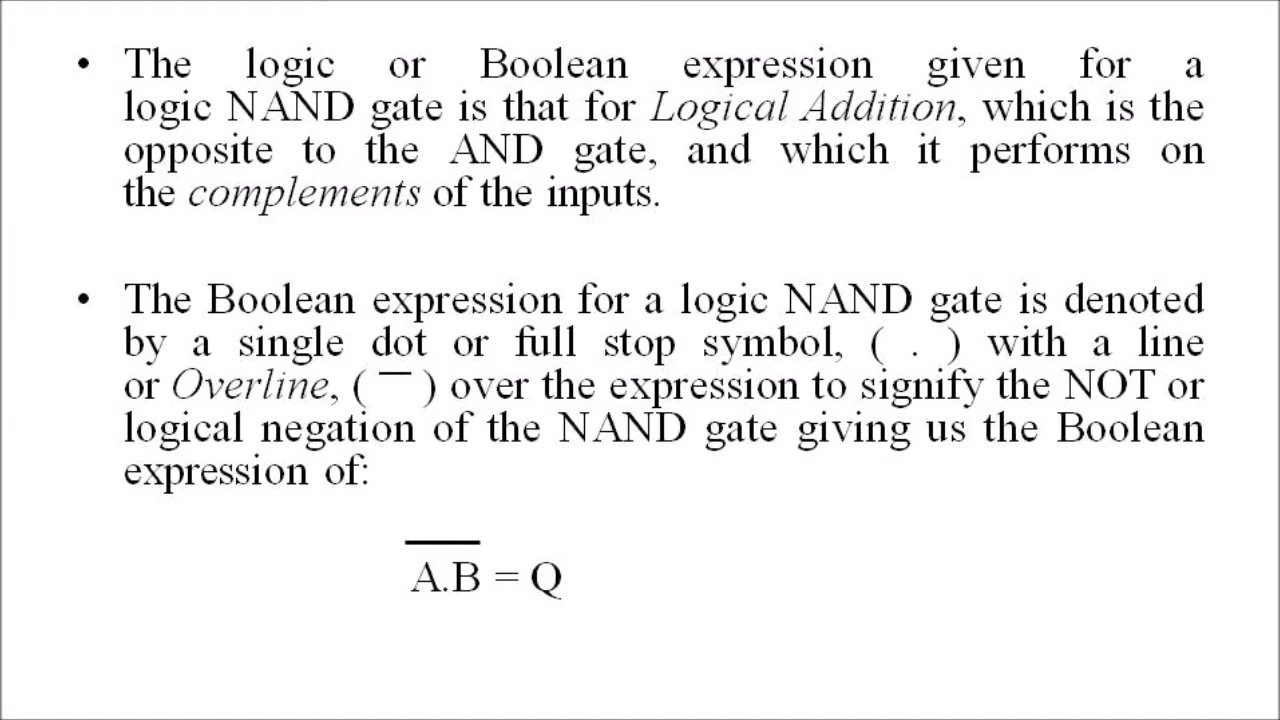 • The logic or Boolean expression given for a
logic NAND gate is that for Logical Addition, which is the
opposite to the AND gate, and which it performs on
the complements of the inputs.
• The Boolean expression for a logic NAND gate is denoted
by a single dot or full stop symbol, ( . ) with a line
or Overline, ( ‾ ) over the expression to signify the NOT or
logical negation of the NAND gate giving us the Boolean
expression of:
A̅.̅B̅ = Q